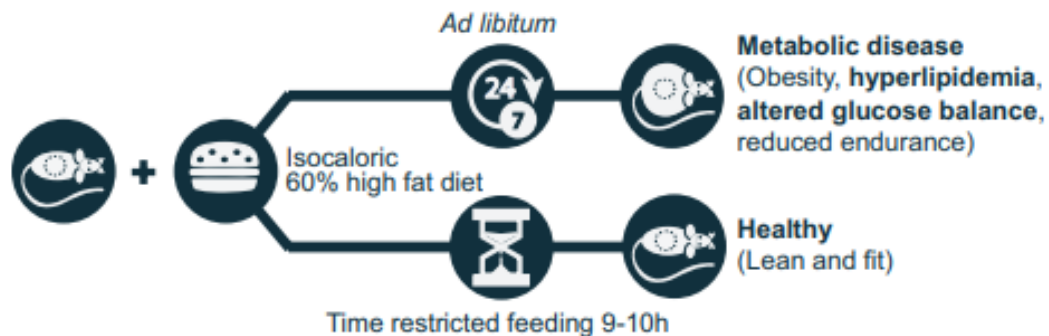 Ad libitum
24
7
Metabolic disease
(Obesity, hyperlipidemia,
altered glucose balance,
reduced endurance)
+
Isocaloric
60% high fat diet
Healthy
(Lean and fit)
Time restricted feeding 9-10h